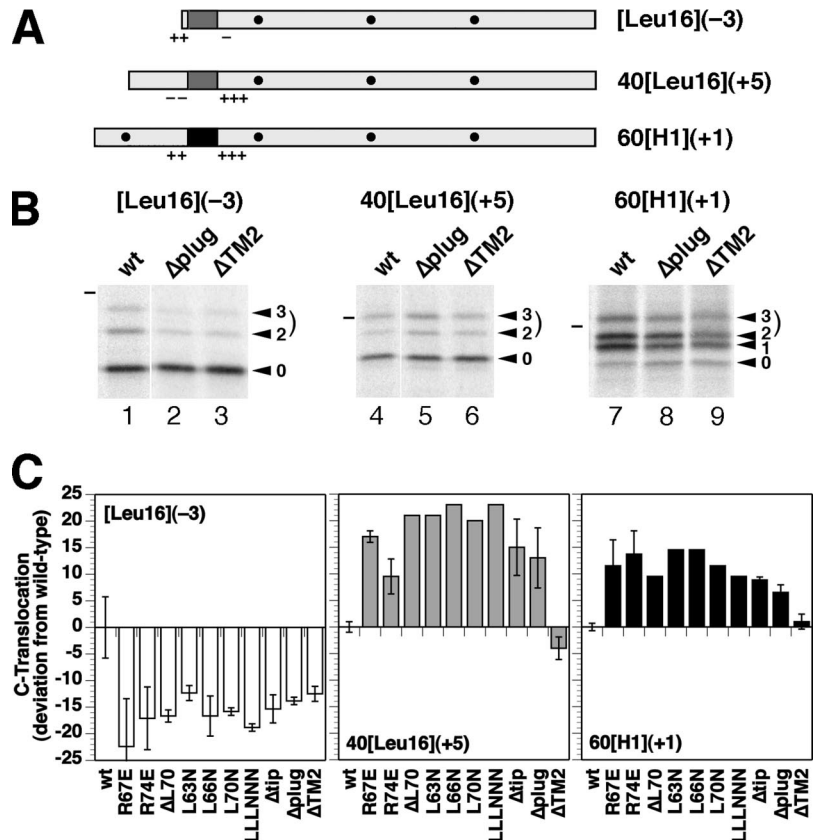 A
[Leu16](–3)
++ –
40[Leu16](+5)
– – +++
60[H1](+1)
++ +++
B
[Leu16](–3) 40[Leu16](+5) 60[H1](+1)
wt Δplug ΔTM2 wt Δplug ΔTM2 wt Δplug ΔTM2
3 3 3
2 2 2
1
0 0 0
1 2 3 4 5 6 7 8 9
C
C-Translocation
(deviation from wild-type)
25
20
15
10
5
0
-5
-10
-15
-20
-25
[Leu16](–3)
40[Leu16](+5)
60[H1](+1)
wt R67E R74E ΔL70 L63N L66N L70N LLLNNN Δtip Δplug ΔTM2
wt R67E R74E ΔL70 L63N L66N L70N LLLNNN Δtip Δplug ΔTM2
wt R67E R74E ΔL70 L63N L66N L70N LLLNNN Δtip Δplug ΔTM2